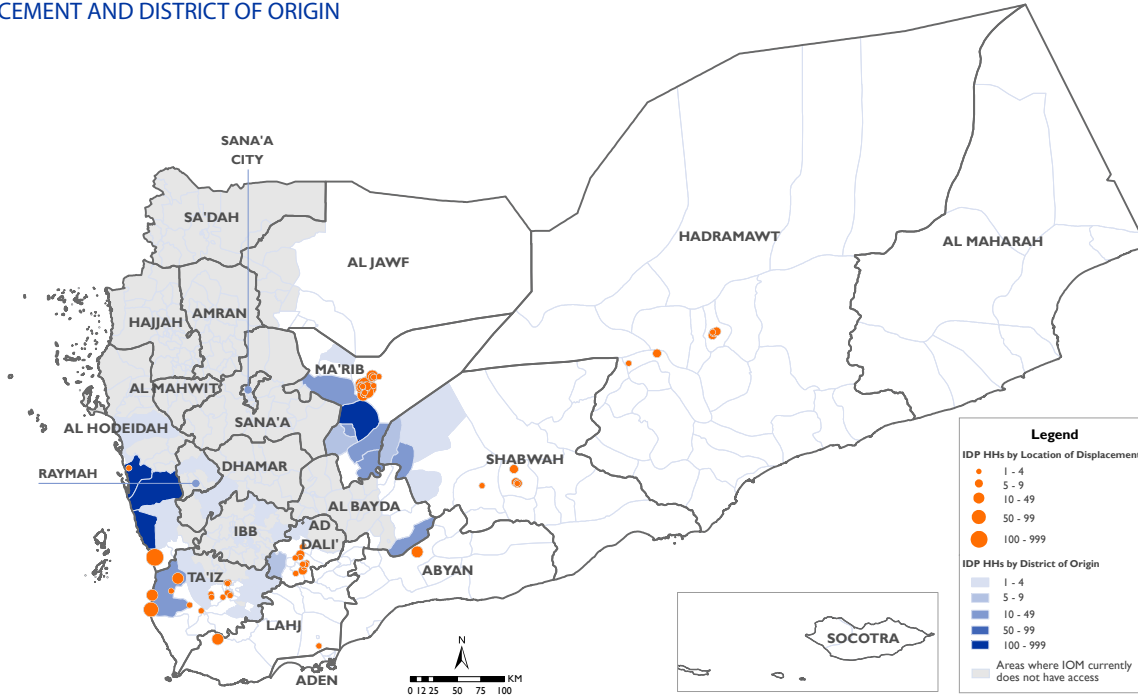 CEMENT AND DISTRICT OF ORIGIN
SANA'A
CITY
SA'DAH
HADRAMAWT
AL MAHARAH
AL JAWF
AMRAN
HAJJAH
MA'RIB
AL MAHWIT
SANA'A
AL HODEIDAH
SHABWAH
DHAMAR
RAYMAH
AL BAYDA
IBB
AD
DALI'
ABYAN
TA'IZ
LAHJ
ADEN
SOCOTRA
N
KM
0 12 25 50 75 100
Legend
IDP HHs by Location of Displacement
1 - 4
5 - 9
10 - 49
50 - 99
100 - 999
IDP HHs by District of Origin
1 - 4
5 - 9
10 - 49
50 - 99
100 - 999
Areas where IOM currently
does not have access